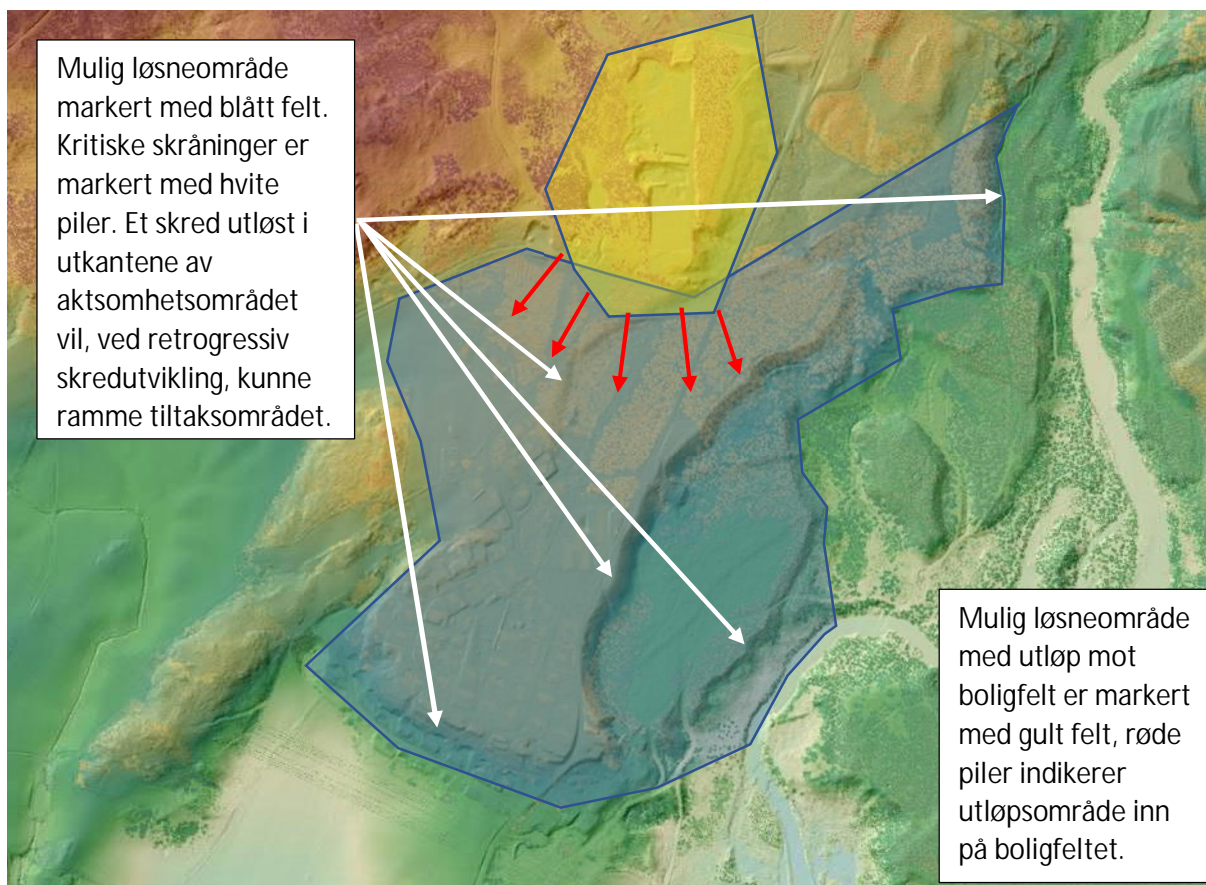 Mulig løsneområde
markert med blått felt.
Kritiske skråninger er
markert med hvite
piler. Et skred utløst i
utkantene av
aktsomhetsområdet
vil, ved retrogressiv
skredutvikling, kunne
ramme tiltaksområdet.
Mulig løsneområde
med utløp mot
boligfelt er markert
med gult felt, røde
piler indikerer
utløpsområde inn
på boligfeltet.